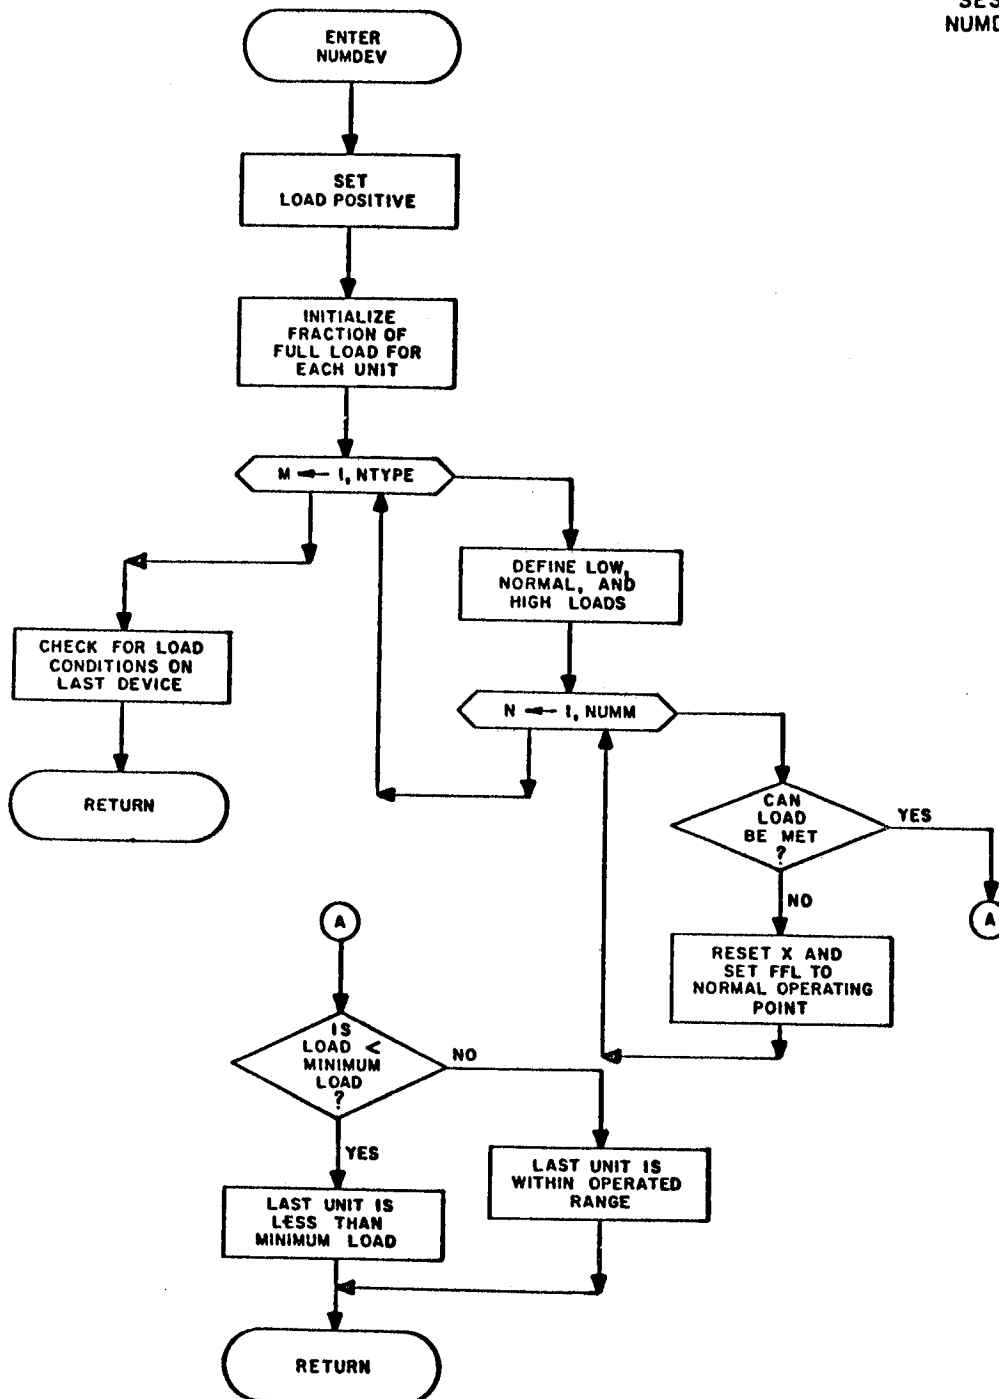 SES
NUMD
ENTER
NUMDEV
SET
LOAD POSITIVE
INITIALIZE
FRACTION OF
FULL LOAD FOR
EACH UNIT
M ← 1, NTYPE
DEFINE LOW,
NORMAL, AND
HIGH LOADS
CHECK FOR LOAD
CONDITIONS ON
LAST DEVICE
N ← 1, NUMM
RETURN
CAN
LOAD
BE MET
?
YES
A
NO
RESET X AND
SET FFL TO
NORMAL OPERATING
POINT
A
IS
LOAD <
MINIMUM
LOAD
?
NO
YES
LAST UNIT IS
WITHIN OPERATED
RANGE
LAST UNIT IS
LESS THAN
MINIMUM LOAD
RETURN